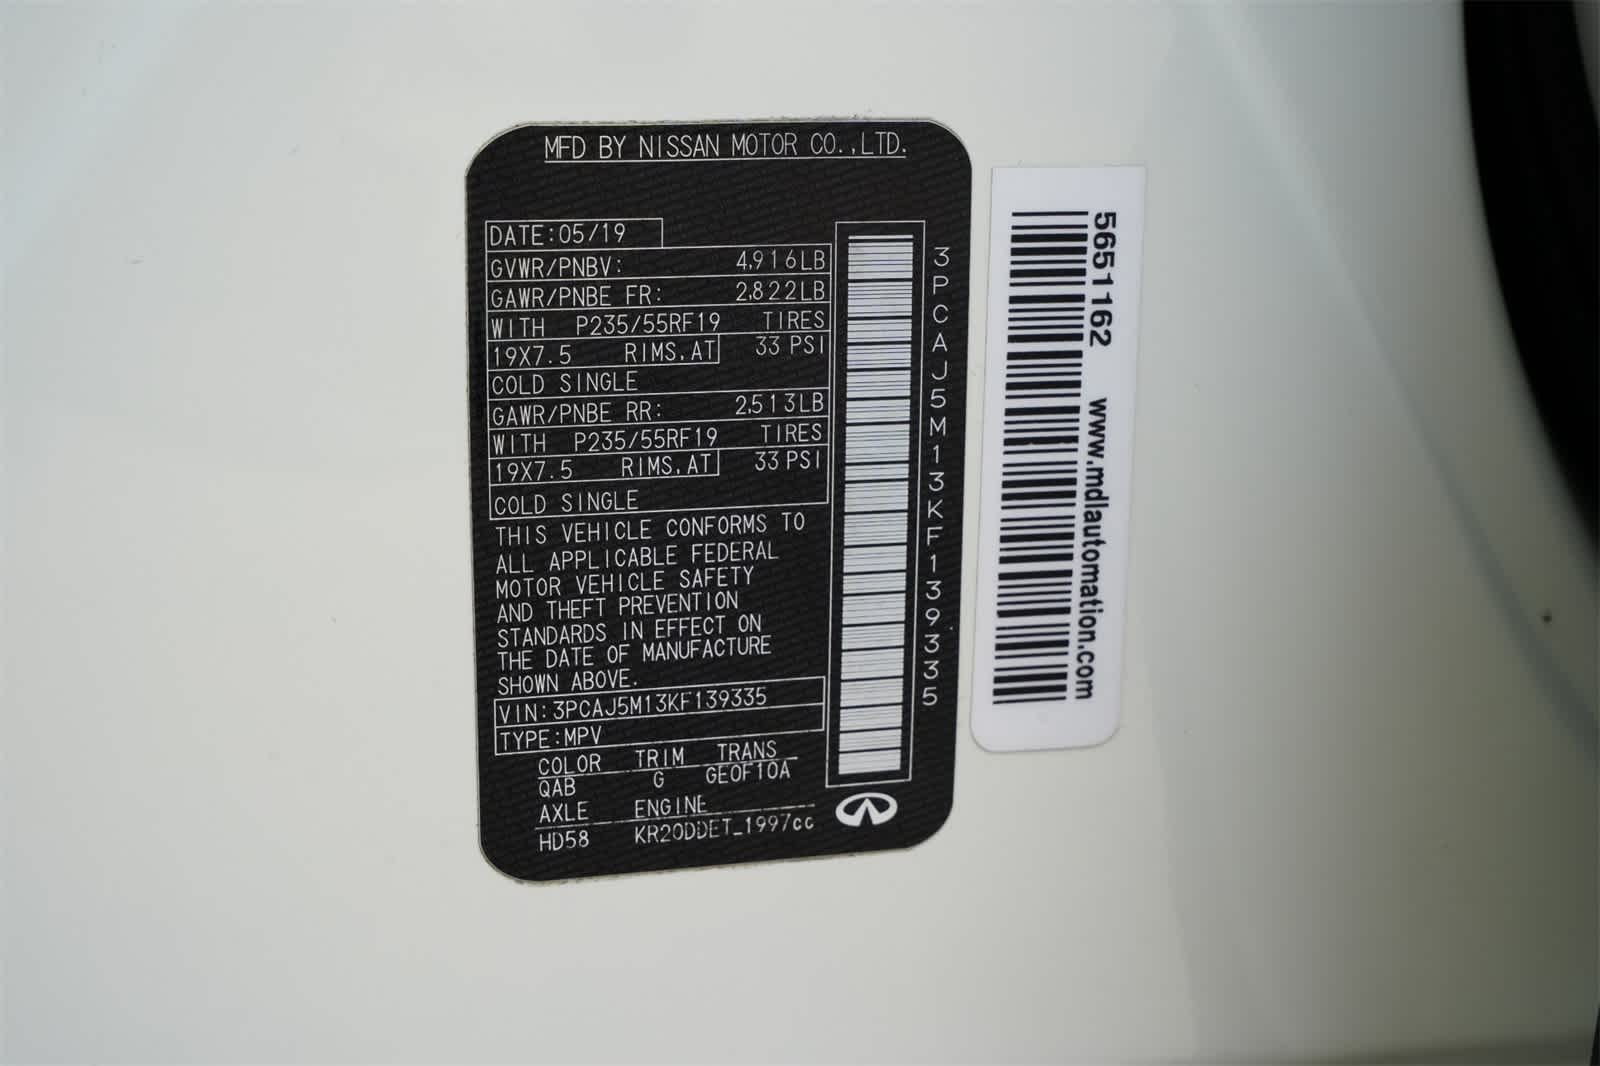 MFD BY NISSAN MOTOR CO.,LTD.
DATE:05/19
GVWR/PNBV: 4,916LB
GAWR/PNBE FR: 2,822LB
WITH P235/55RF19 TIRES
19X7.5 RIMS,AT 33 PSI
COLD SINGLE
GAWR/PNBE RR: 2,513LB
WITH P235/55RF19 TIRES
19X7.5 RIMS,AT 33 PSI
COLD SINGLE
THIS VEHICLE CONFORMS TO
ALL APPLICABLE FEDERAL
MOTOR VEHICLE SAFETY
AND THEFT PREVENTION
STANDARDS IN EFFECT ON
THE DATE OF MANUFACTURE
SHOWN ABOVE.
VIN:3PCAJ5M13KF139335
TYPE:MPV
COLOR TRIM TRANS
QAB G GE0F10A
AXLE ENGINE
HD58 KR20DDET_1997cc
3PCAJ5M13KF139335
5651162 www.mdlautomation.com